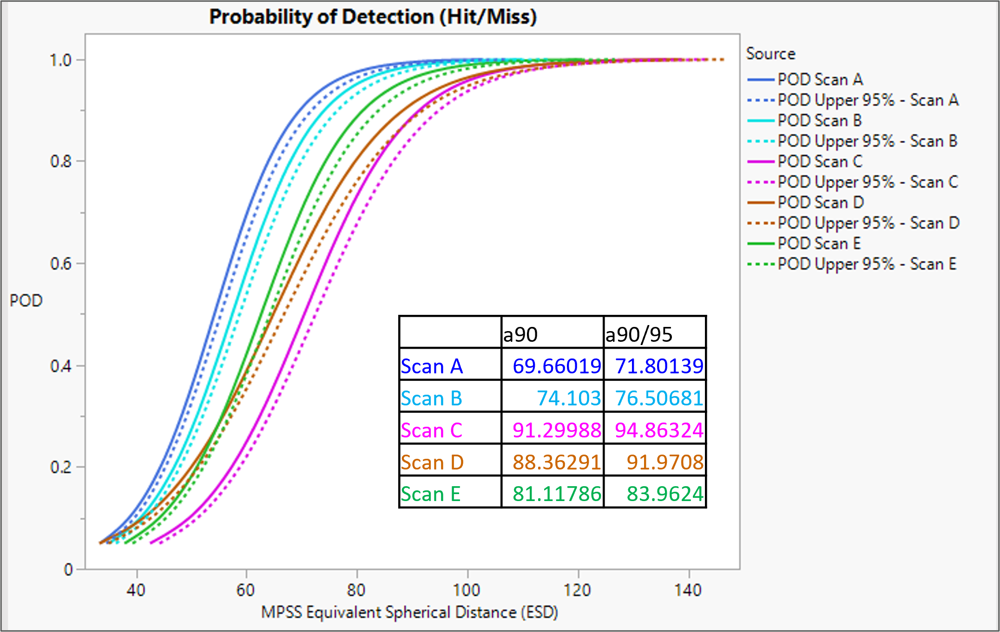 Probability of Detection (Hit/Miss)
1.0
0.8
0.6
0.4
0.2
0
POD
40 60 80 100 120 140
MPSS Equivalent Spherical Distance (ESD)
Source
POD Scan A
POD Upper 95% - Scan A
POD Scan B
POD Upper 95% - Scan B
POD Scan C
POD Upper 95% - Scan C
POD Scan D
POD Upper 95% - Scan D
POD Scan E
POD Upper 95% - Scan E
a90 a90/95
Scan A 69.66019 71.80139
Scan B 74.103 76.50681
Scan C 91.29988 94.86324
Scan D 88.36291 91.9708
Scan E 81.11786 83.9624